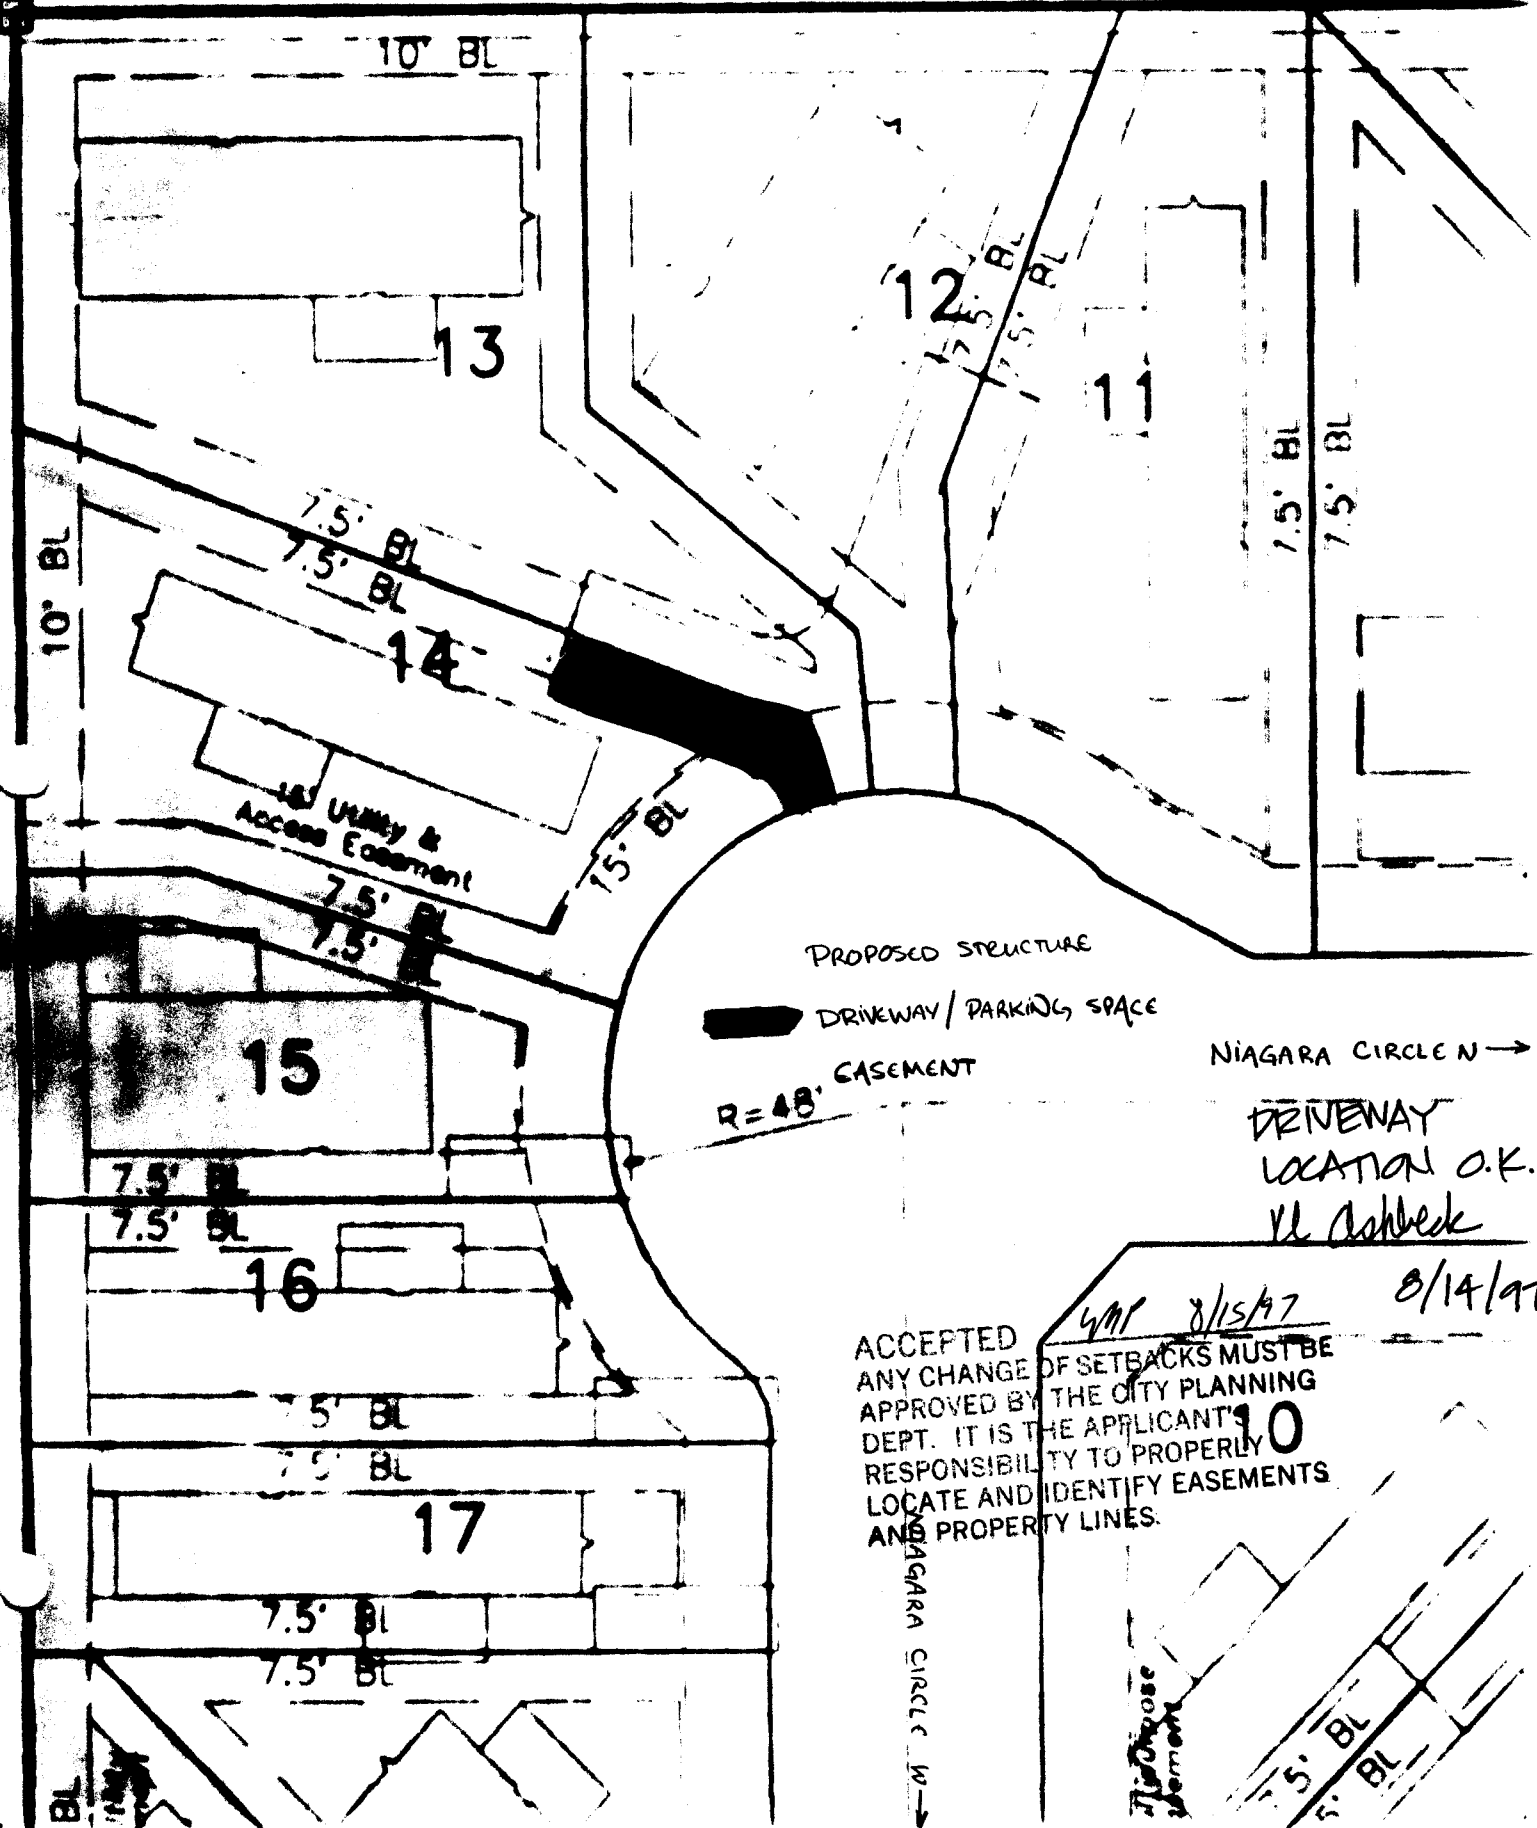 10' BL
12
7.5' BL
7.5' BL
13
11
7.5' BL
7.5' BL
7.5' BL
7.5' BL
10' BL
14
Utility &
Access Easement
15' BL
7.5' BL
7.5' BL
PROPOSED STRUCTURE
DRIVEWAY / PARKING SPACE
EASEMENT
NIAGARA CIRCLE N →
15
R = 48'
DRIVEWAY
LOCATION O.K.
7.5' BL
7.5' BL
Ashbeck
16
8/14/97
8/15/97
ACCEPTED
ANY CHANGE OF SETBACKS MUST BE
APPROVED BY THE CITY PLANNING
DEPT. IT IS THE APPLICANT'S
RESPONSIBILITY TO PROPERLY
LOCATE AND IDENTIFY EASEMENTS
AND PROPERTY LINES.
10
5' BL
BL
17
7.5' BL
7.5' BL
NIAGARA CIRCLE W →
BL
5' BL
5' BL